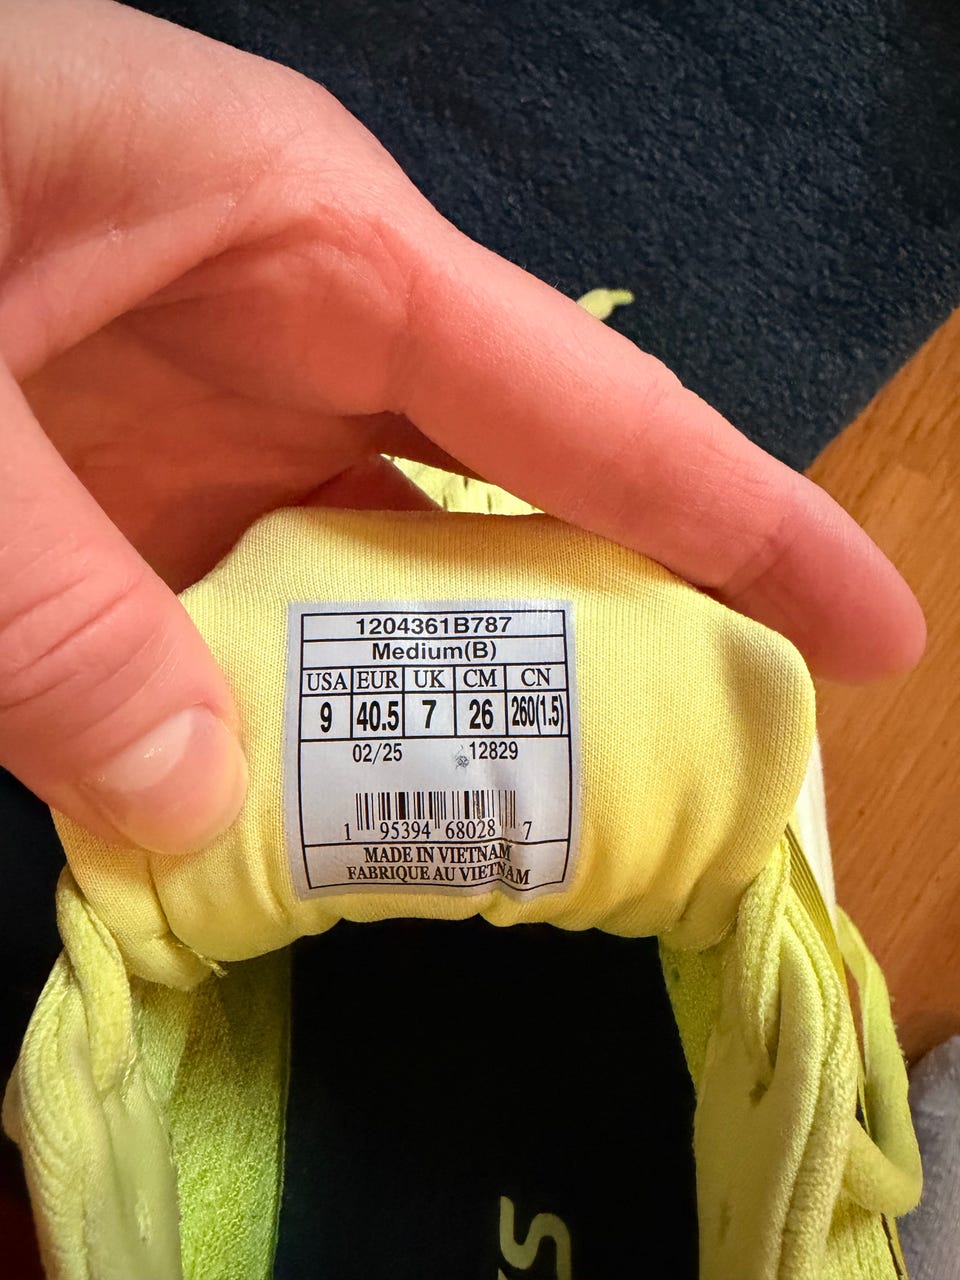 1204361B787
Medium(B)
USA EUR UK CM CN
9 40.5 7 26 260(1.5)
02/25 12829
1 95394 68028 7
MADE IN VIETNAM
FABRIQUE AU VIETNAM
S